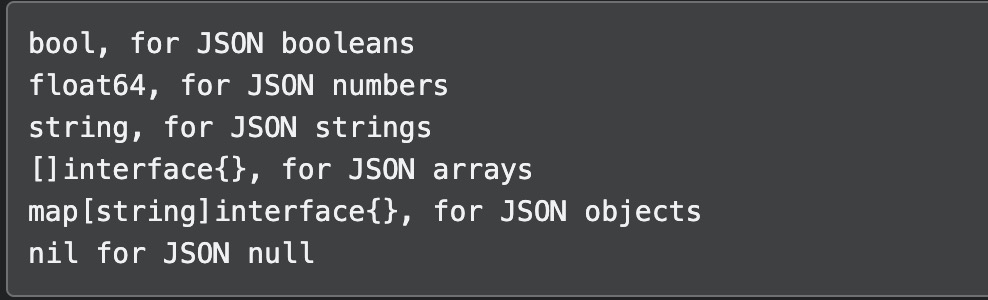 bool, for JSON booleans
float64, for JSON numbers
string, for JSON strings
[]interface{}, for JSON arrays
map[string]interface{}, for JSON objects
nil for JSON null